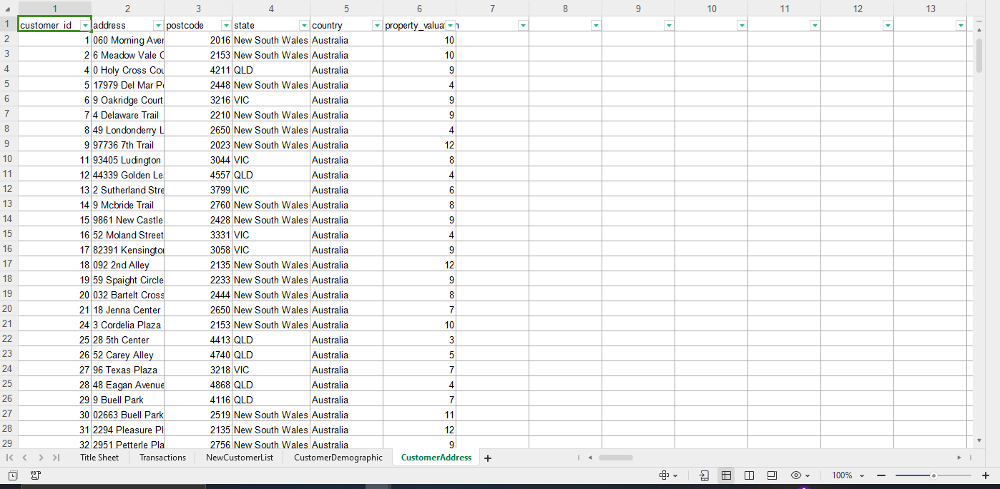 1 2 3 4 5 6 7 8 9 10 11 12 13
1 customer_id address postcode state country property_valuation
2 1 060 Morning Aver 2016 New South Wales Australia 10
3 2 6 Meadow Vale C 2153 New South Wales Australia 10
4 4 0 Holy Cross Cou 4211 QLD Australia 9
5 5 17979 Del Mar P 2448 New South Wales Australia 4
6 6 9 Oakridge Court 3216 VIC Australia 9
7 7 4 Delaware Trail 2210 New South Wales Australia 9
8 8 49 Londonderry L 2650 New South Wales Australia 4
9 9 97736 7th Trail 2023 New South Wales Australia 12
10 11 93405 Ludington 3044 VIC Australia 8
11 12 44339 Golden Le 4557 QLD Australia 4
12 13 2 Sutherland Stre 3799 VIC Australia 6
13 14 9 Mcbride Trail 2760 New South Wales Australia 8
14 15 9861 New Castle 2428 New South Wales Australia 9
15 16 52 Moland Street 3331 VIC Australia 4
16 17 82391 Kensington 3058 VIC Australia 9
17 18 092 2nd Alley 2135 New South Wales Australia 12
18 19 59 Spaight Circle 2233 New South Wales Australia 9
19 20 032 Bartelt Cross 2444 New South Wales Australia 8
20 21 18 Jenna Center 2650 New South Wales Australia 7
21 24 3 Cordelia Plaza 2153 New South Wales Australia 10
22 25 28 5th Center 4413 QLD Australia 3
23 26 52 Carey Alley 4740 QLD Australia 5
24 27 96 Texas Plaza 3218 VIC Australia 7
25 28 48 Eagan Avenue 4868 QLD Australia 4
26 29 9 Buell Park 4116 QLD Australia 7
27 30 02663 Buell Park 2519 New South Wales Australia 11
28 31 2294 Pleasure Pl 2135 New South Wales Australia 12
29 32 2951 Petterle Pla 2756 New South Wales Australia 9
Title Sheet Transactions NewCustomerList CustomerDemographic CustomerAddress
100%